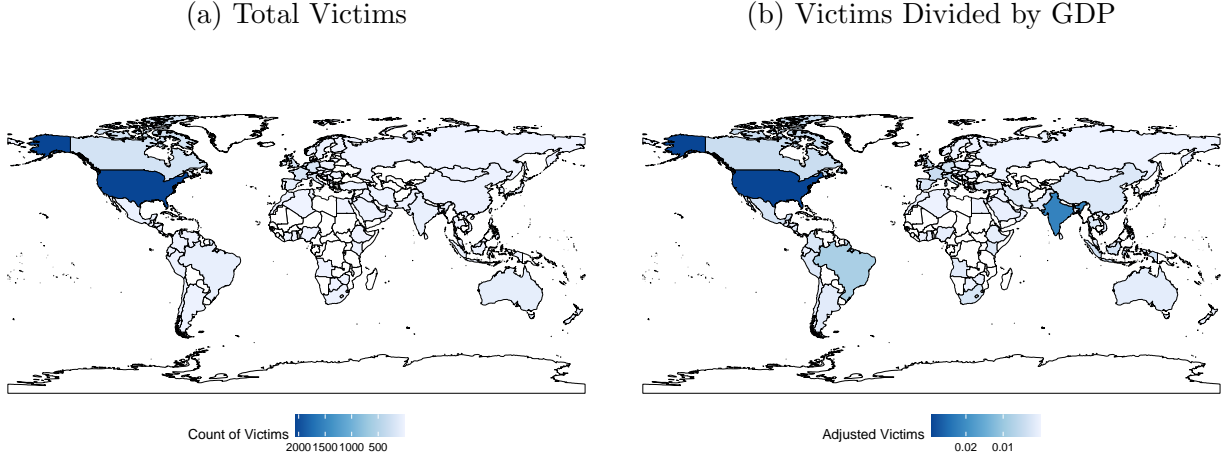 (a) Total Victims
(b) Victims Divided by GDP
Count of Victims
2000 1500 1000 500
Adjusted Victims
0.02 0.01